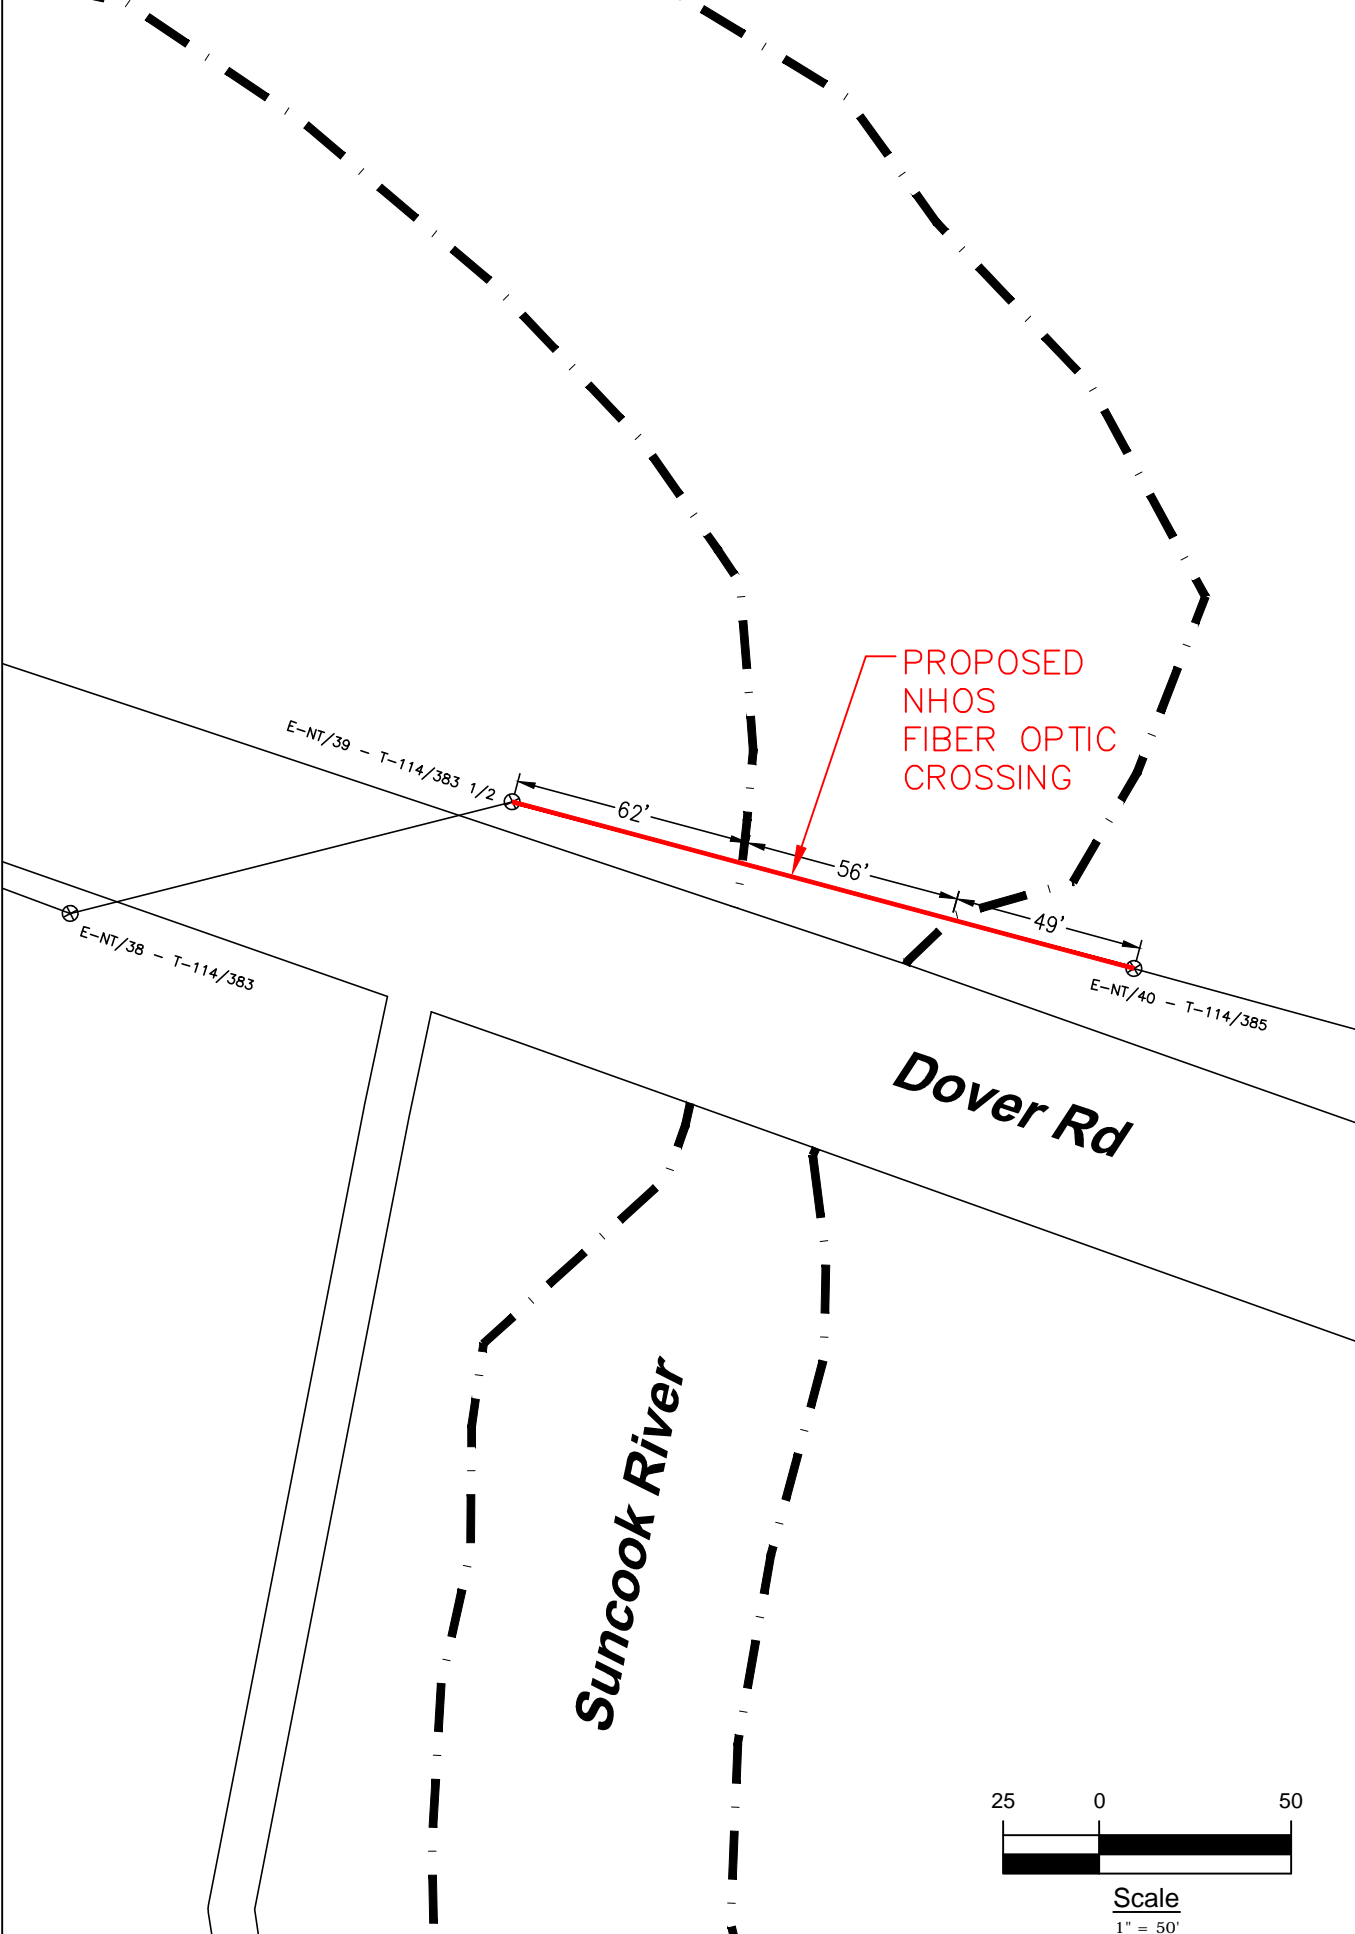 PROPOSED
NHOS
FIBER OPTIC
CROSSING
E-NT/39 - T-114/383 1/2
62'
56'
49'
E-NT/38 - T-114/383
E-NT/40 - T-114/385
Dover Rd
Suncook River
25 0 50
Scale
1" = 50'